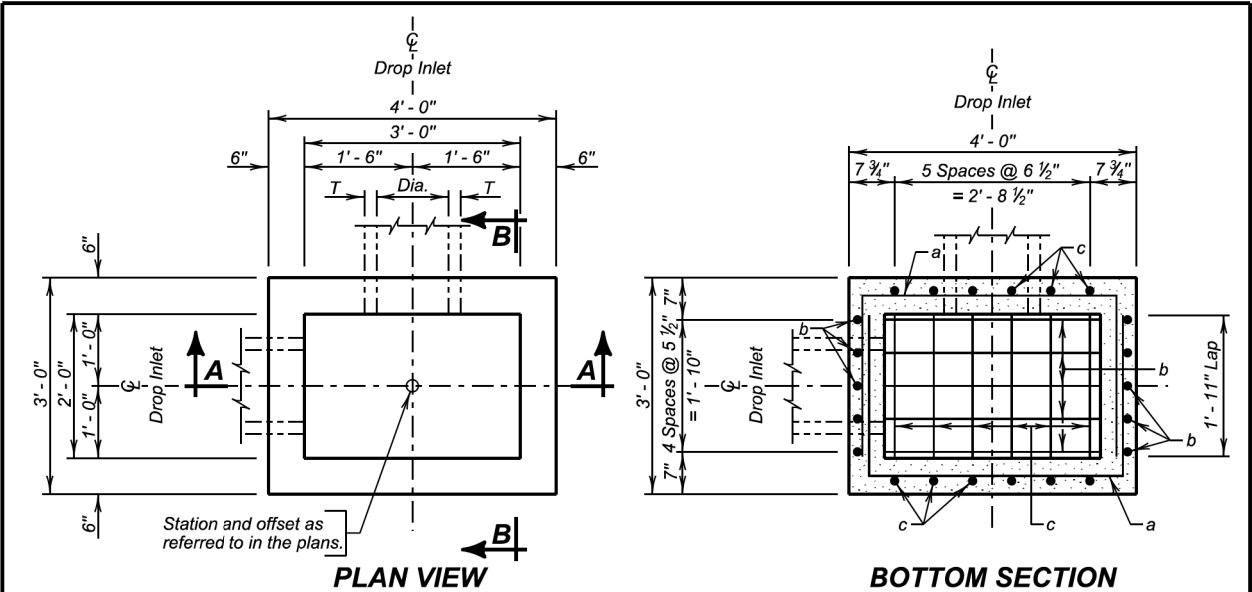 ℄
Drop Inlet
4' - 0"
3' - 0"
6"
1' - 6"
1' - 6"
6"
T
Dia.
T
B
6"
3' - 0"
2' - 0"
1' - 0"
1' - 0"
℄
Drop Inlet
A
A
6"
Station and offset as
referred to in the plans.
B
PLAN VIEW
℄
Drop Inlet
4' - 0"
7 ¾"
5 Spaces @ 6 ½"
= 2' - 8 ½"
7 ¾"
a
c
7"
b
3' - 0"
4 Spaces @ 5 ½"
= 1' - 10"
7"
℄
Drop Inlet
b
b
1' - 11" Lap
c
c
a
BOTTOM SECTION